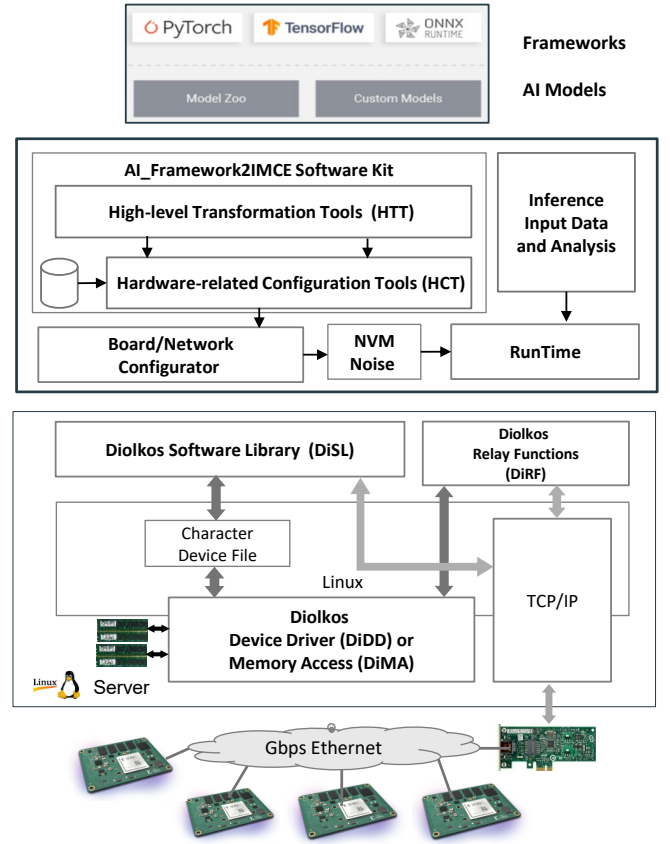 PyTorch
TensorFlow
ONNX
RUNTIME
Frameworks
Model Zoo
Custom Models
AI Models
AI_Framework2IMCE Software Kit
High-level Transformation Tools (HTT)
Hardware-related Configuration Tools (HCT)
Inference
Input Data
and Analysis
Board/Network
Configurator
NVM
Noise
RunTime
Diolkos Software Library (DiSL)
Diolkos
Relay Functions
(DiRF)
Character
Device File
Linux
TCP/IP
Diolkos
Device Driver (DiDD) or
Memory Access (DiMA)
Linux
Server
Gbps Ethernet